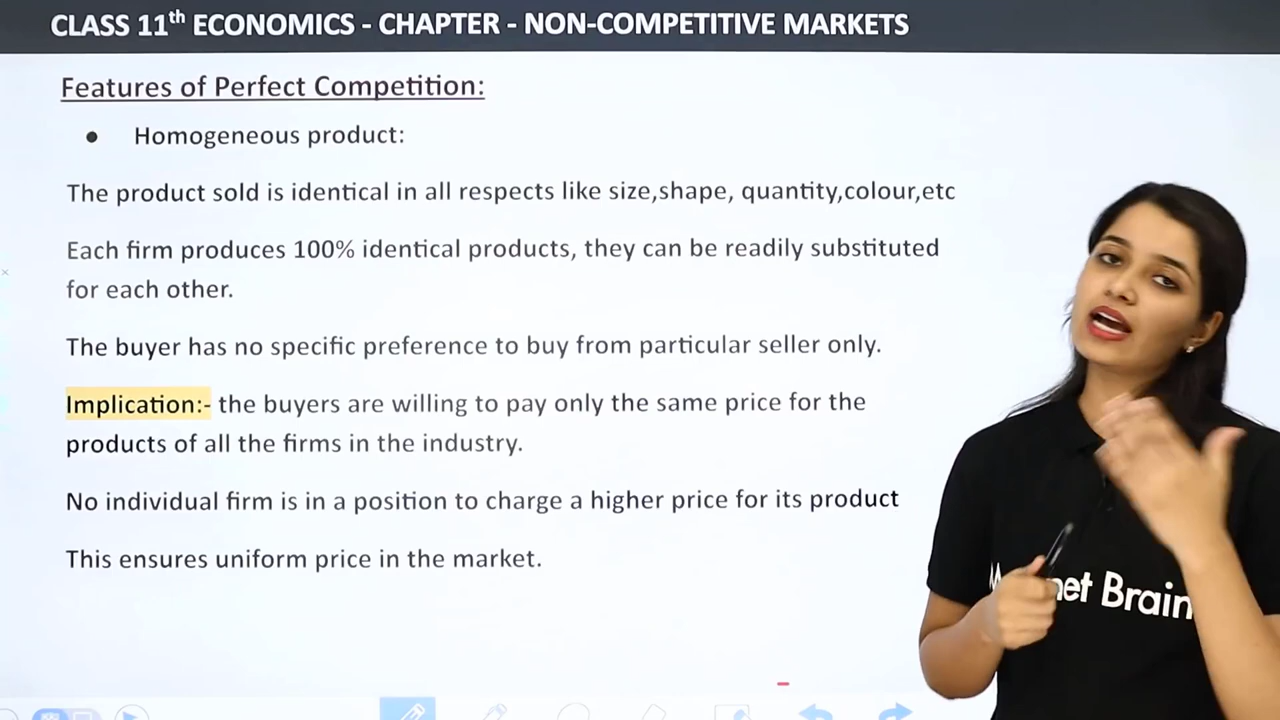 CLASS 11th ECONOMICS - CHAPTER - NON-COMPETITIVE MARKETS
Features of Perfect Competition:
● Homogeneous product:
The product sold is identical in all respects like size,shape, quantity,colour,etc
Each firm produces 100% identical products, they can be readily substituted
for each other.
The buyer has no specific preference to buy from particular seller only.
Implication:- the buyers are willing to pay only the same price for the
products of all the firms in the industry.
No individual firm is in a position to charge a higher price for its product
This ensures uniform price in the market.
Brain